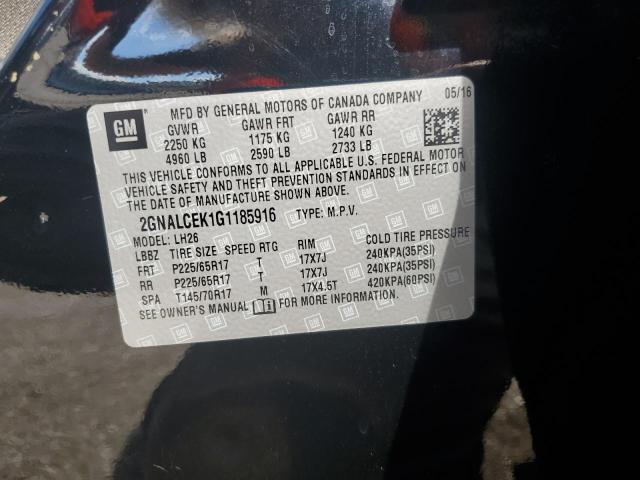 MFD BY GENERAL MOTORS OF CANADA COMPANY 05/16
GM
GVWR GAWR FRT GAWR RR
2250 KG 1175 KG 1240 KG
4960 LB 2590 LB 2733 LB
THIS VEHICLE CONFORMS TO ALL APPLICABLE U.S. FEDERAL MOTOR
VEHICLE SAFETY AND THEFT PREVENTION STANDARDS IN EFFECT ON
THE DATE OF MANUFACTURE SHOWN ABOVE.
2GNALCEK1G1185916 TYPE: M.P.V.
MODEL: LH26
LBBZ TIRE SIZE SPEED RTG RIM COLD TIRE PRESSURE
FRT P225/65R17 T 17X7J 240KPA(35PSI)
RR P225/65R17 T 17X7J 240KPA(35PSI)
SPA T145/70R17 M 17X4.5T 420KPA(60PSI)
SEE OWNER'S MANUAL FOR ADDITIONAL INFORMATION.